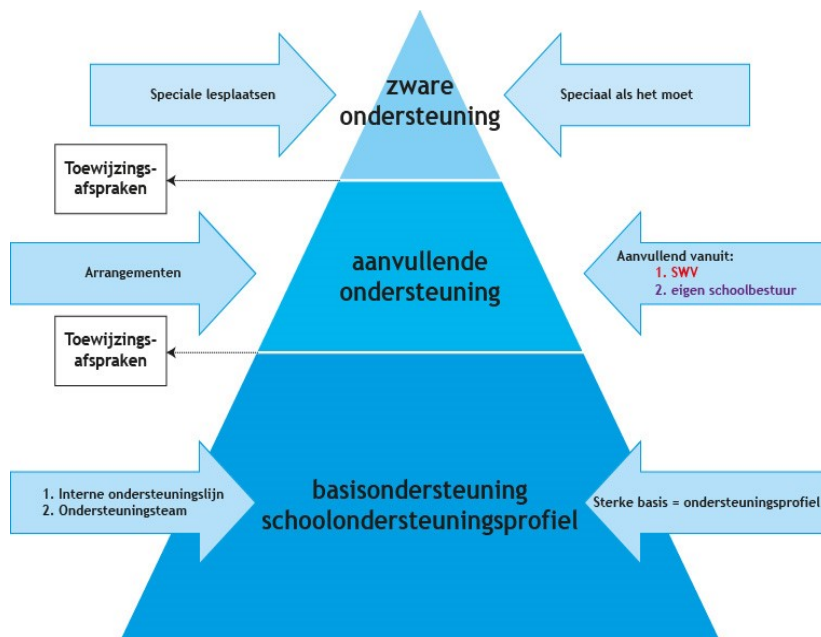 zware
ondersteuning
Speciale lesplaatsen
Speciaal als het moet
Toewijzings-
afspraken
aanvullende
ondersteuning
Arrangementen
Aanvullend vanuit:
1. SWV
2. eigen schoolbestuur
Toewijzings-
afspraken
basisondersteuning
schoolondersteuningsprofiel
1. Interne ondersteuningslijn
2. Ondersteuningsteam
Sterke basis = ondersteuningsprofiel